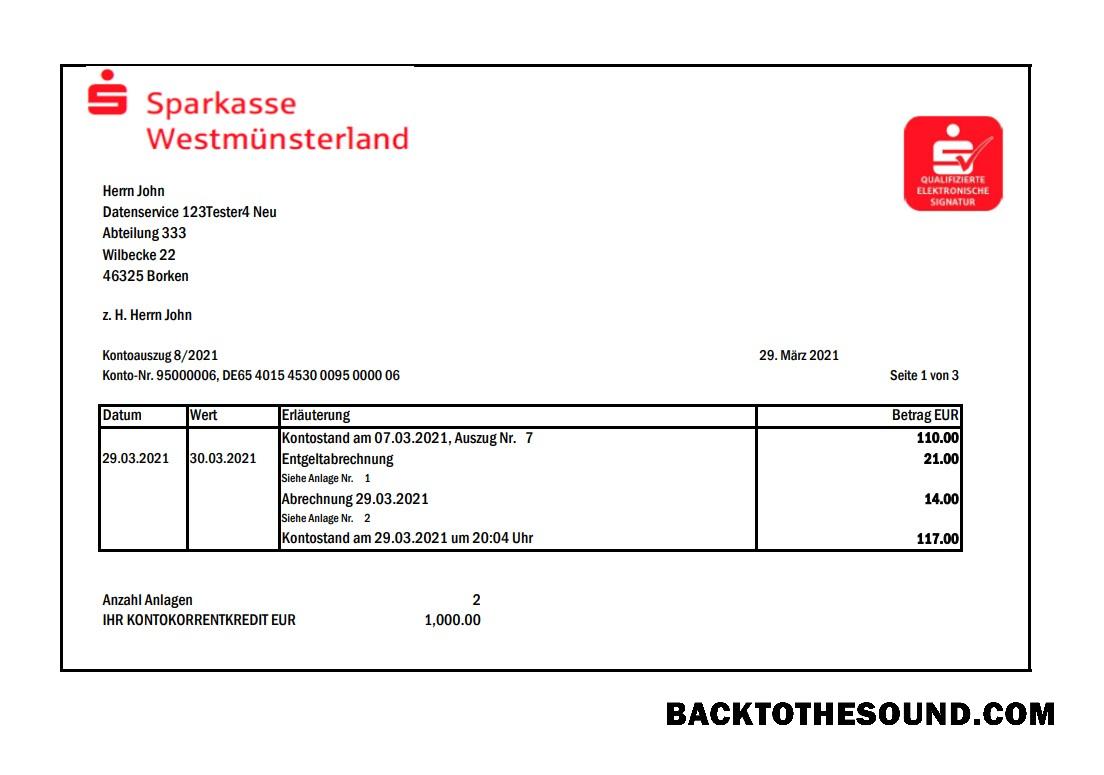 Sparkasse
Westmünsterland
QUALIFIZIERTE
ELEKTRONISCHE
SIGNATUR
Herrn John
Datenservice 123Tester4 Neu
Abteilung 333
Wilbecke 22
46325 Borken
z. H. Herrn John
Kontoauszug 8/2021 29. März 2021
Konto-Nr. 95000006, DE65 4015 4530 0095 0000 06 Seite 1 von 3
Datum Wert Erläuterung Betrag EUR
Kontostand am 07.03.2021, Auszug Nr. 7 110.00
29.03.2021 30.03.2021 Entgeltabrechnung 21.00
Siehe Anlage Nr. 1
Abrechnung 29.03.2021 14.00
Siehe Anlage Nr. 2
Kontostand am 29.03.2021 um 20:04 Uhr 117.00
Anzahl Anlagen 2
IHR KONTOKORRENTKREDIT EUR 1,000.00
BACKTOTHESOUND.COM